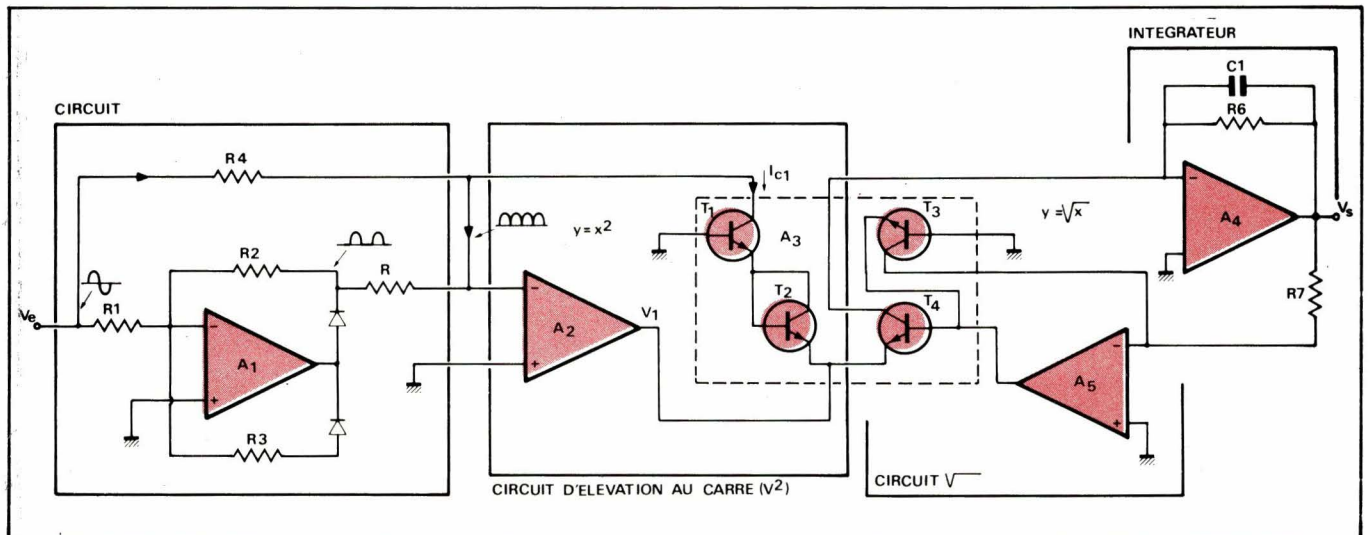 INTEGRATEUR
C1
R6
CIRCUIT
R4
Ic1
T1
T3
y = √x
A4
Vs
y = x²
A3
R2
R
R1
Ve
T2
T4
R7
V1
A2
A1
A5
R3
CIRCUIT √
CIRCUIT D'ELEVATION AU CARRE (V²)